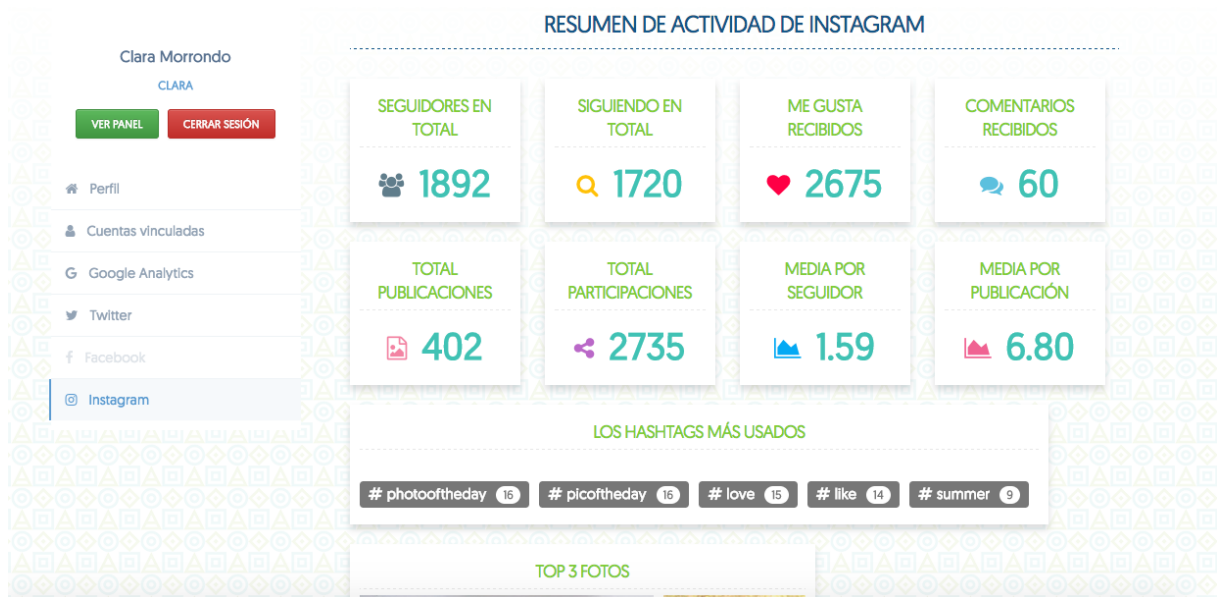 RESUMEN DE ACTIVIDAD DE INSTAGRAM
Clara Morrondo
CLARA
VER PANEL
CERRAR SESIÓN
Perfil
Cuentas vinculadas
Google Analytics
Twitter
Facebook
Instagram
SEGUIDORES EN
TOTAL
1892
SIGUIENDO EN
TOTAL
1720
ME GUSTA
RECIBIDOS
2675
COMENTARIOS
RECIBIDOS
60
TOTAL
PUBLICACIONES
402
TOTAL
PARTICIPACIONES
2735
MEDIA POR
SEGUIDOR
1.59
MEDIA POR
PUBLICACIÓN
6.80
LOS HASHTAGS MÁS USADOS
# photooftheday 16
# picoftheday 16
# love 15
# like 14
# summer 9
TOP 3 FOTOS